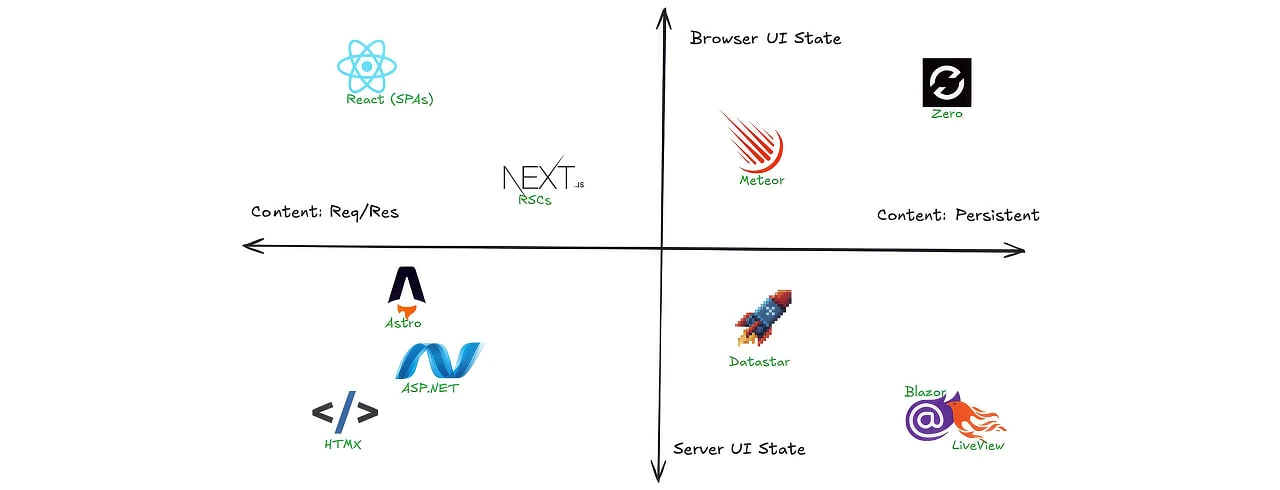 Browser UI State
React (SPAs)
Zero
NEXT.JS
Meteor
RSCs
Content: Req/Res
Content: Persistent
Astro
Datastar
ASP.NET
Blazor
@
</>
HTMX
LiveView
Server UI State